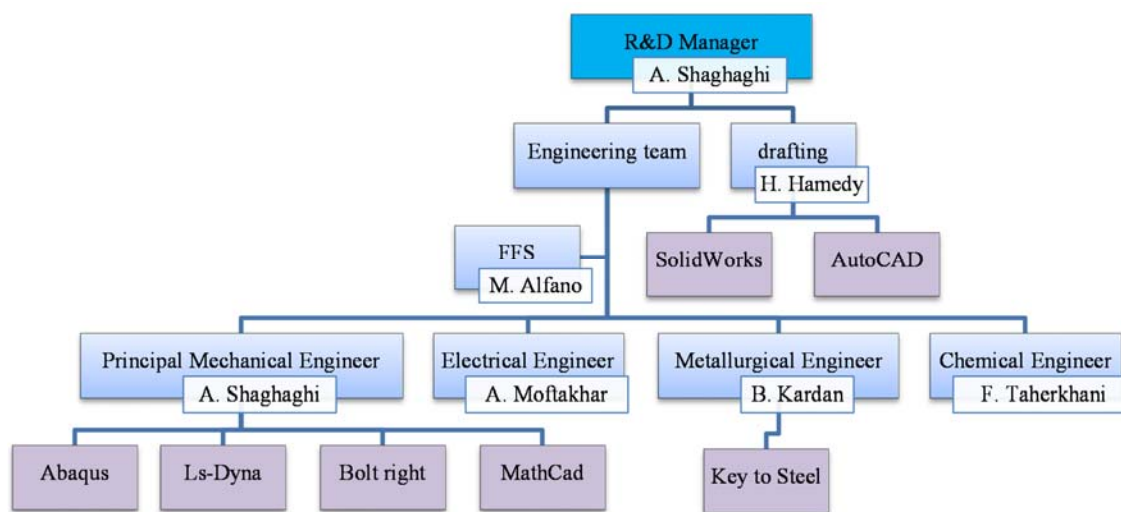 R&D Manager
A. Shaghaghi
Engineering team
drafting
H. Hamedy
FFS
M. Alfano
SolidWorks
AutoCAD
Principal Mechanical Engineer
A. Shaghaghi
Electrical Engineer
A. Moftakhar
Metallurgical Engineer
B. Kardan
Chemical Engineer
F. Taherkhani
Abaqus
Ls-Dyna
Bolt right
MathCad
Key to Steel